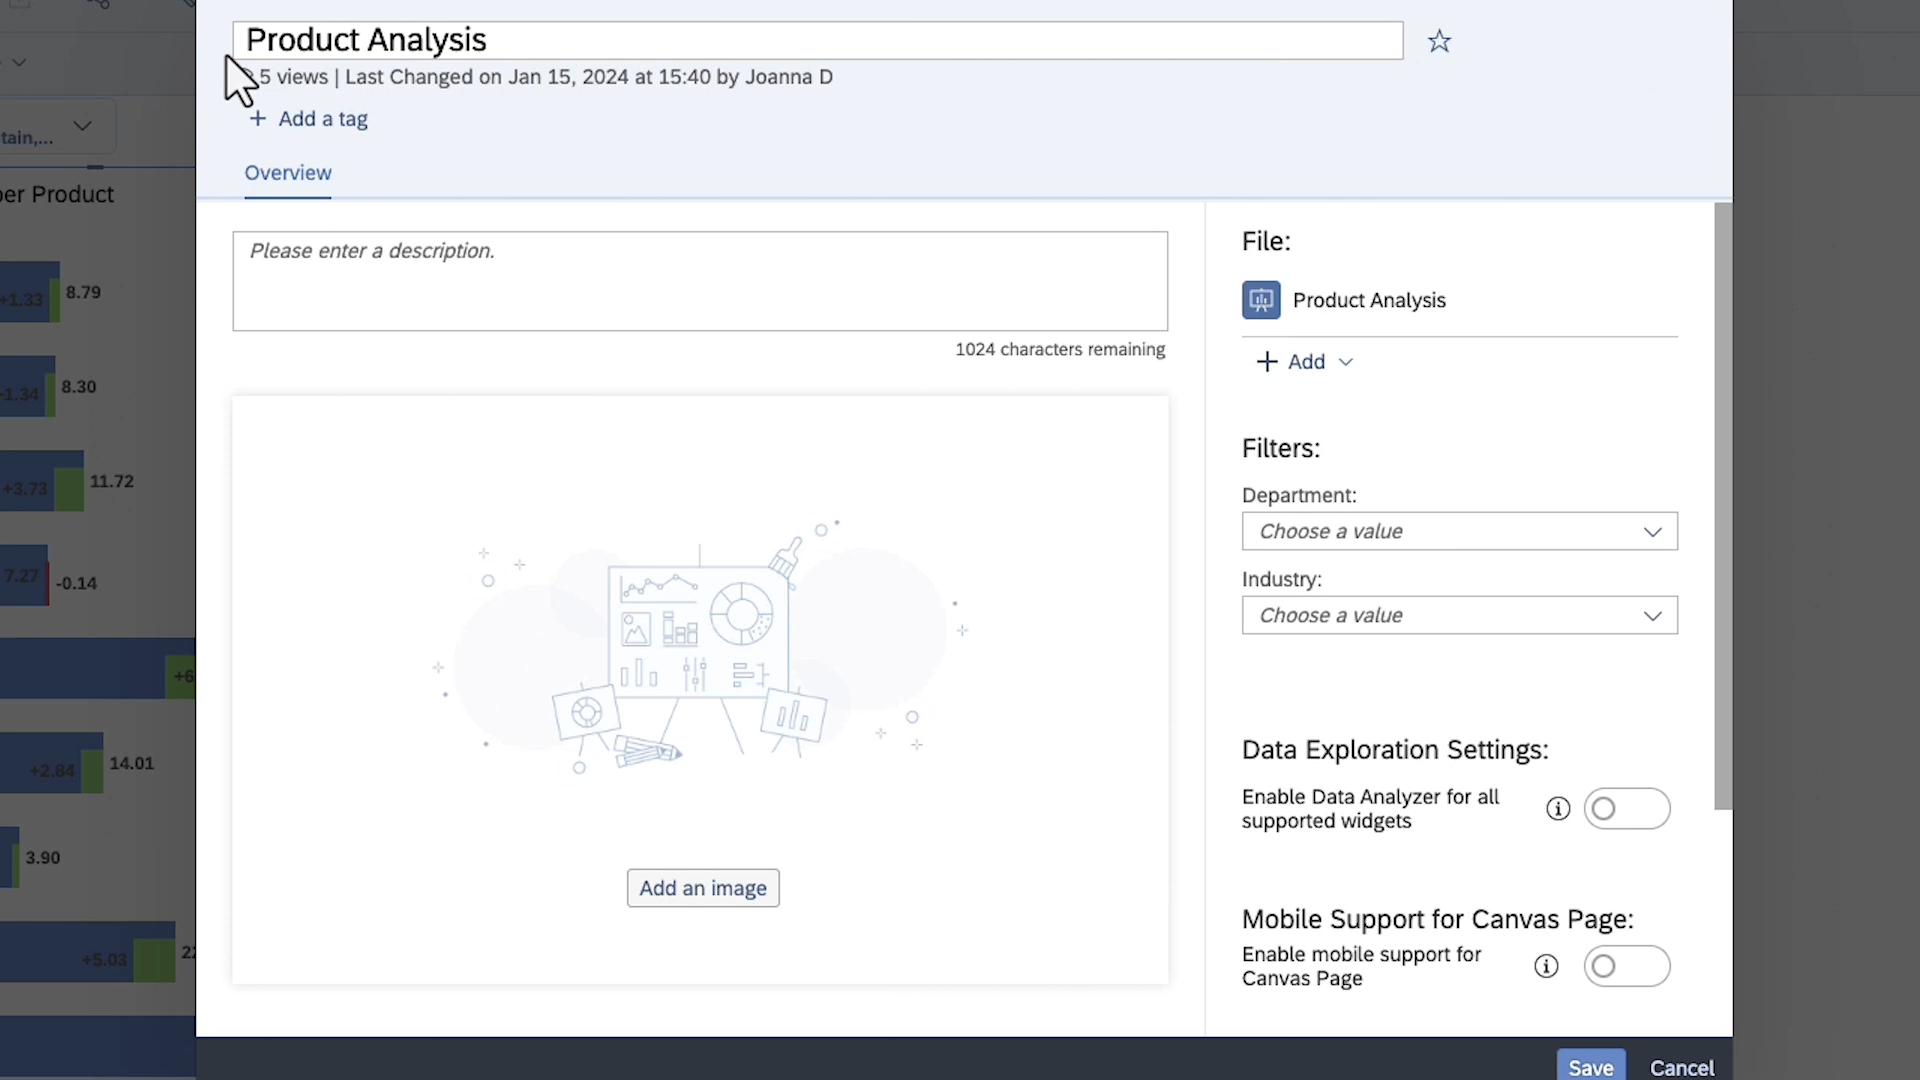 Product Analysis
5 views | Last Changed on Jan 15, 2024 at 15:40 by Joanna D
+ Add a tag
Overview
Please enter a description.
1024 characters remaining
Add an image
File:
Product Analysis
+ Add
Filters:
Department:
Choose a value
Industry:
Choose a value
Data Exploration Settings:
Enable Data Analyzer for all
supported widgets
Mobile Support for Canvas Page:
Enable mobile support for
Canvas Page
Save
Cancel
tain,...
per Product
+1.33
8.79
1.34
8.30
+3.73
11.72
7.27
-0.14
+6
+2.84
14.01
3.90
+5.03
22